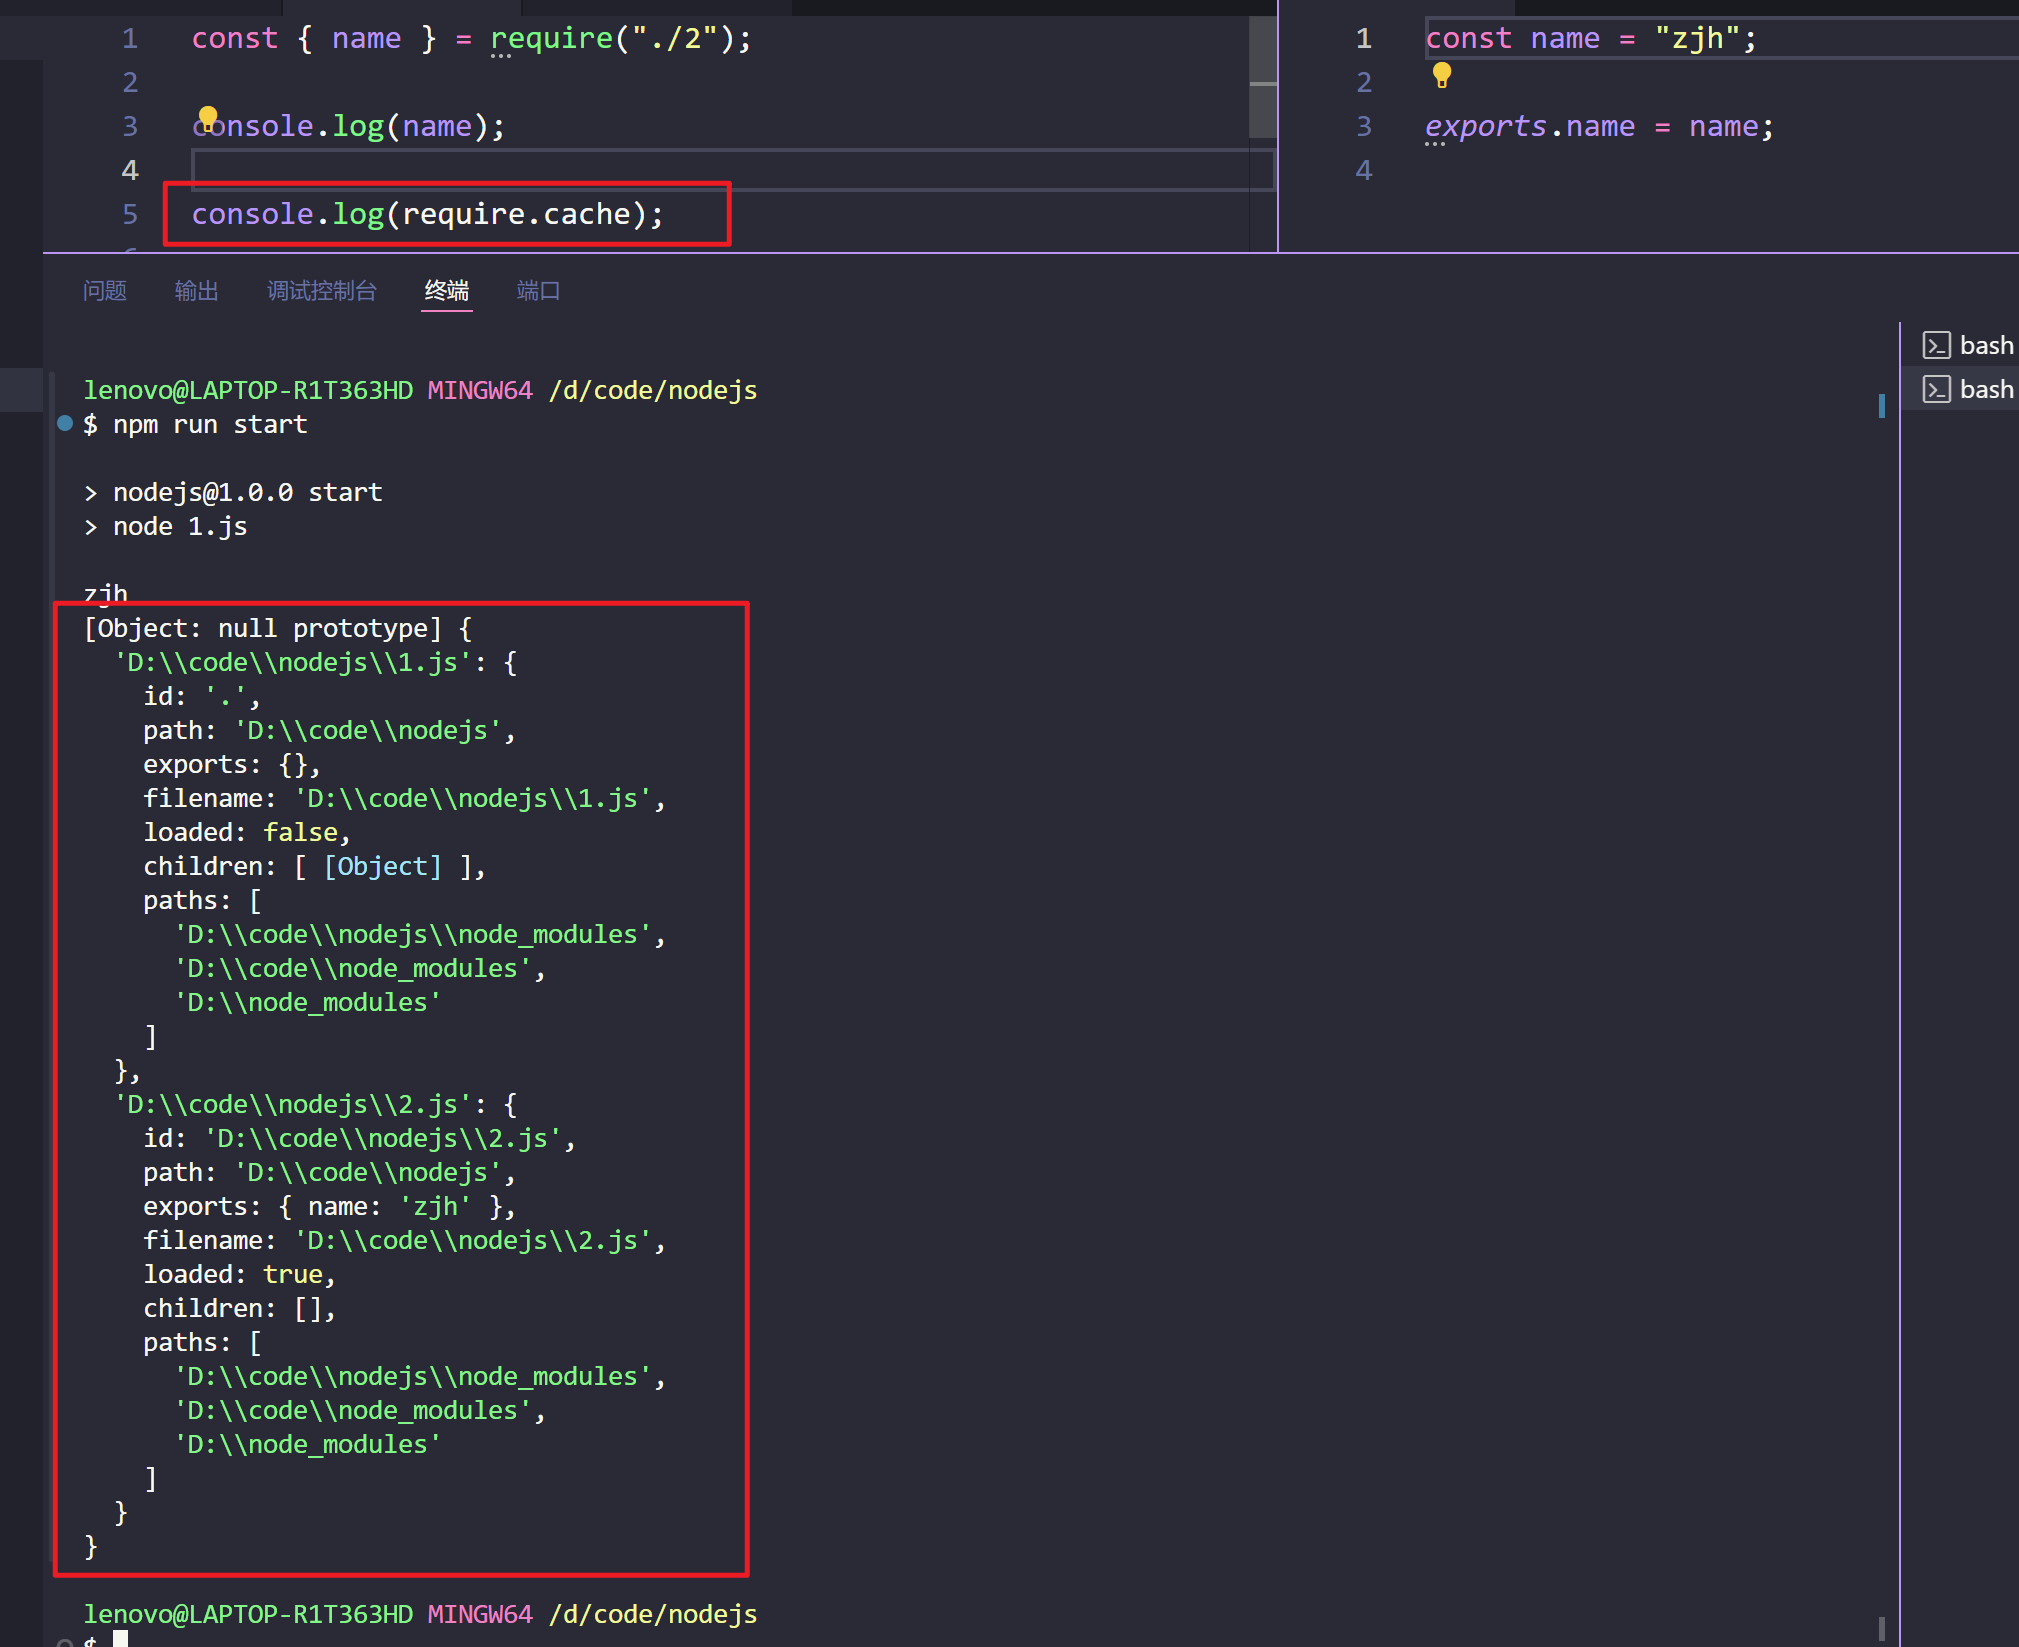 1 const { name } = require("./2");
2
3 console.log(name);
4
5 console.log(require.cache);
1 const name = "zjh";
2
3 exports.name = name;
4
问题 输出 调试控制台 终端 端口
bash
bash
lenovo@LAPTOP-R1T363HD MINGW64 /d/code/nodejs
$ npm run start
> nodejs@1.0.0 start
> node 1.js
zjh
[Object: null prototype] {
  'D:\\code\\nodejs\\1.js': {
    id: '.',
    path: 'D:\\code\\nodejs',
    exports: {},
    filename: 'D:\\code\\nodejs\\1.js',
    loaded: false,
    children: [ [Object] ],
    paths: [
      'D:\\code\\nodejs\\node_modules',
      'D:\\code\\node_modules',
      'D:\\node_modules'
    ]
  },
  'D:\\code\\nodejs\\2.js': {
    id: 'D:\\code\\nodejs\\2.js',
    path: 'D:\\code\\nodejs',
    exports: { name: 'zjh' },
    filename: 'D:\\code\\nodejs\\2.js',
    loaded: true,
    children: [],
    paths: [
      'D:\\code\\nodejs\\node_modules',
      'D:\\code\\node_modules',
      'D:\\node_modules'
    ]
  }
}
lenovo@LAPTOP-R1T363HD MINGW64 /d/code/nodejs
$